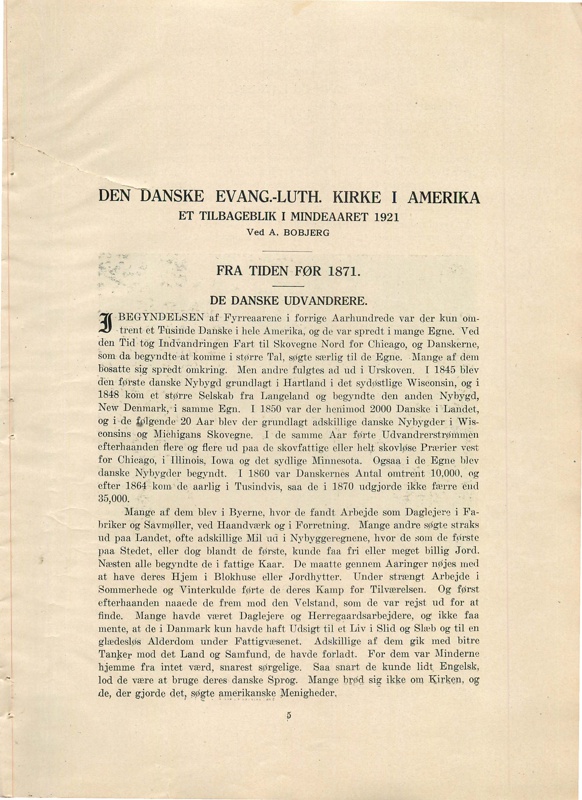 DEN DANSKE EVANG.-LUTH. KIRKE I AMERIKA
ET TILBAGEBLIK I MINDEAARET 1921
Ved A. BOBJERG
FRA TIDEN FØR 1871.
DE DANSKE UDVANDRERE.
I BEGYNDELSEN af Fyrreaarene i forrige Aarhundrede var der kun om-
trent et Tusinde Danske i hele Amerika, og de var spredt i mange Egne. Ved
den Tid tog Indvandringen Fart til Skovegne Nord for Chicago, og Danskerne,
som da begyndte at komme i større Tal, søgte særlig til de Egne. Mange af dem
bosatte sig spredt omkring. Men andre fulgtes ad ud i Urskoven. I 1845 blev
den første danske Nybygd grundlagt i Hartland i det sydøstlige Wisconsin, og i
1848 kom et større Selskab fra Langeland og begyndte den anden Nybygd,
New Denmark, i samme Egn. I 1850 var der henimod 2000 Danske i Landet,
og i de følgende 20 Aar blev der grundlagt adskillige danske Nybygder i Wis-
consins og Michigans Skovegne. I de samme Aar førte Udvandrerstrømmen
efterhaanden flere og flere ud paa de skovfattige eller helt skovløse Prærier vest
for Chicago, i Illinois, Iowa og det sydlige Minnesota. Ogsaa i de Egne blev
danske Nybygder begyndt. I 1860 var Danskernes Antal omtrent 10,000, og
efter 1864 kom de aarlig i Tusindvis, saa de i 1870 udgjorde ikke færre end
35,000.
Mange af dem blev i Byerne, hvor de fandt Arbejde som Daglejere i Fa-
briker og Savmøller, ved Haandværk og i Forretning. Mange andre søgte straks
ud paa Landet, ofte adskillige Mil ud i Nybyggeregnene, hvor de som de første
paa Stedet, eller dog blandt de første, kunde faa fri eller meget billig Jord.
Næsten alle begyndte de i fattige Kaar. De maatte gennem Aaringer nøjes med
at have deres Hjem i Blokhuse eller Jordhytter. Under strængt Arbejde i
Sommerhede og Vinterkulde førte de deres Kamp for Tilværelsen. Og først
efterhaanden naaede de frem mod den Velstand, som de var rejst ud for at
finde. Mange havde været Daglejere og Herregaardsarbejdere, og ikke faa
mente, at de i Danmark kun havde haft Udsigt til et Liv i Slid og Slæb og til en
glædesløs Alderdom under Fattigvæsenet. Adskillige af dem gik med bitre
Tanker mod det Land og Samfund, de havde forladt. For dem var Minderne
hjemme fra intet værd, snarest sørgelige. Saa snart de kunde lidt Engelsk,
lod de være at bruge deres danske Sprog. Mange brød sig ikke om Kirken, og
de, der gjorde det, søgte amerikanske Menigheder.
5